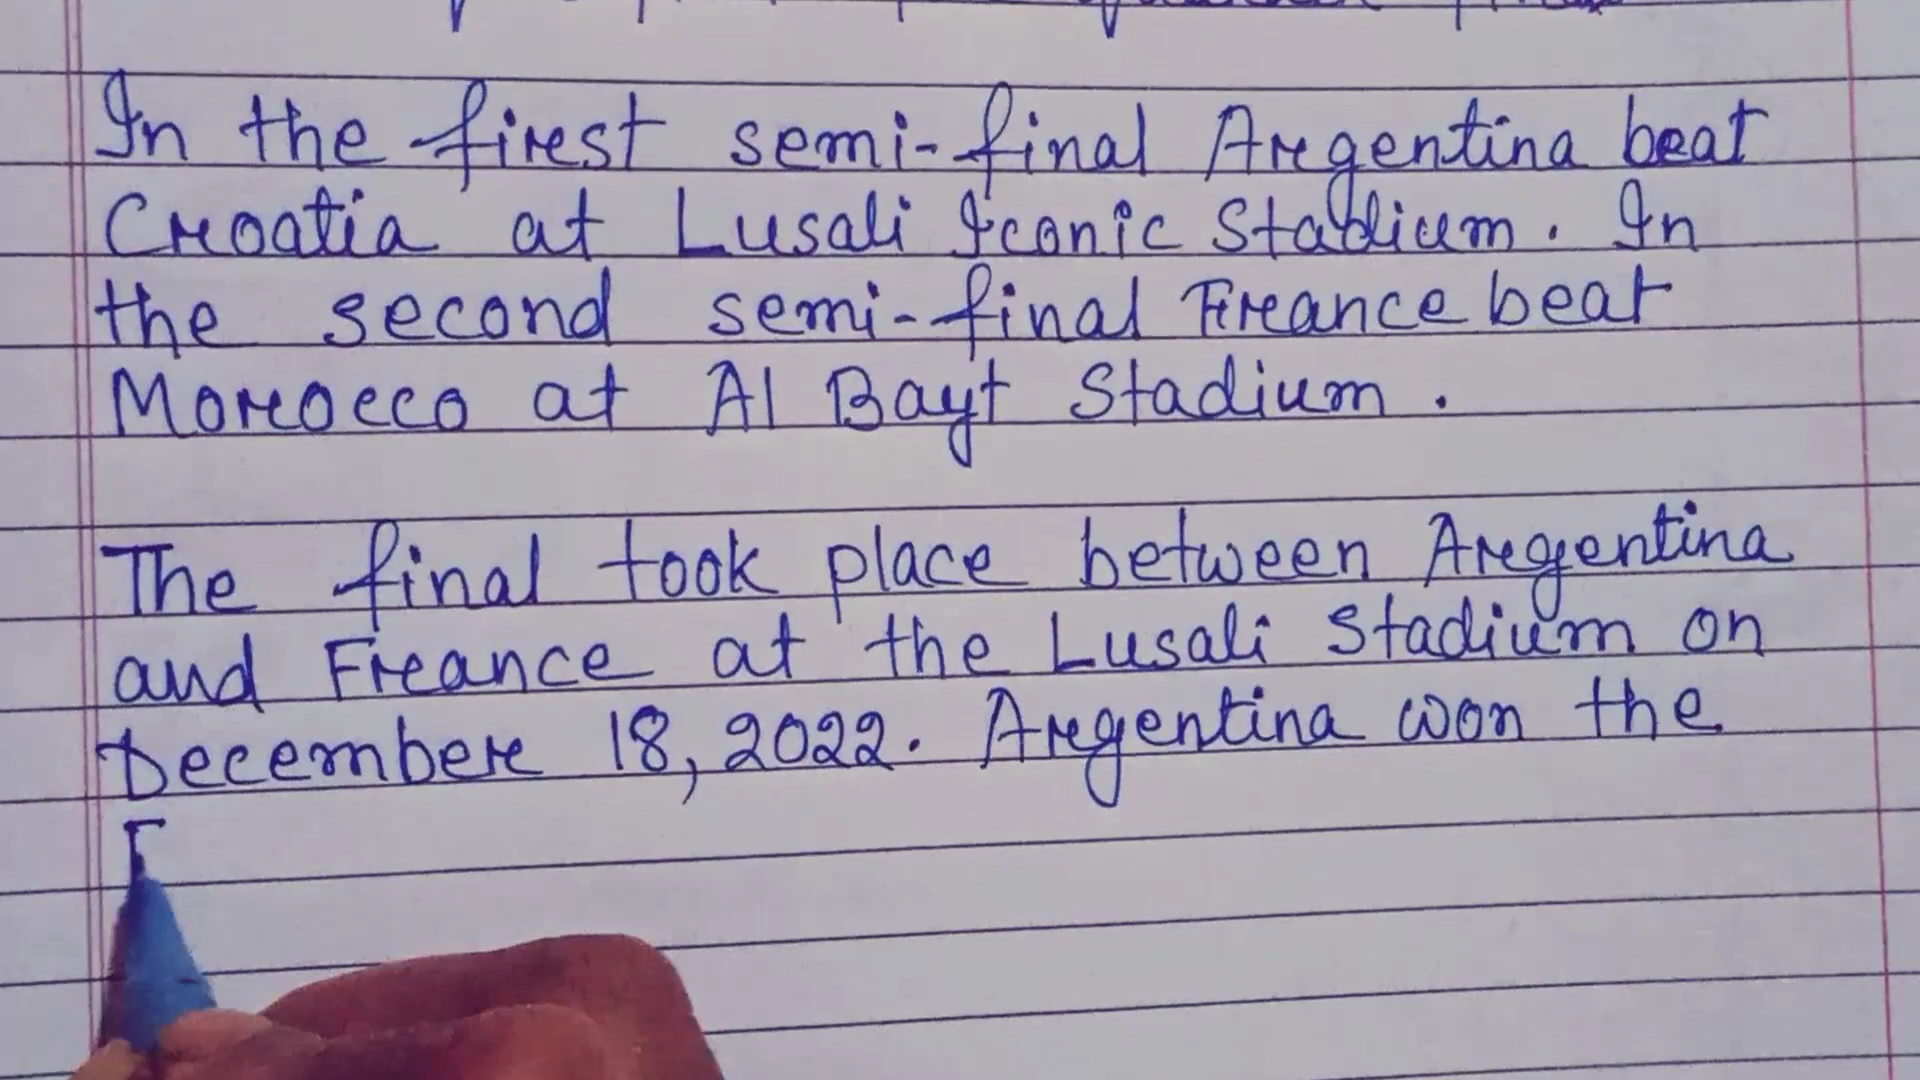 In the first semi-final Argentina beat
Croatia at Lusali Iconic Stadium. In
the second semi-final France beat
Morocco at Al Bayt Stadium.
The final took place between Argentina
and France at the Lusali Stadium on
December 18, 2022. Argentina won the